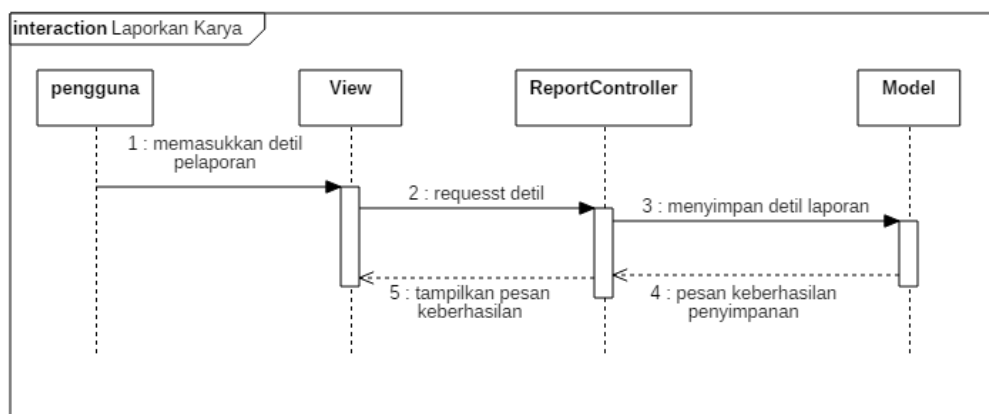 interaction Laporkan Karya
pengguna
View
ReportController
Model
1 : memasukkan detil
pelaporan
2 : requesst detil
3 : menyimpan detil laporan
5 : tampilkan pesan
keberhasilan
4 : pesan keberhasilan
penyimpanan